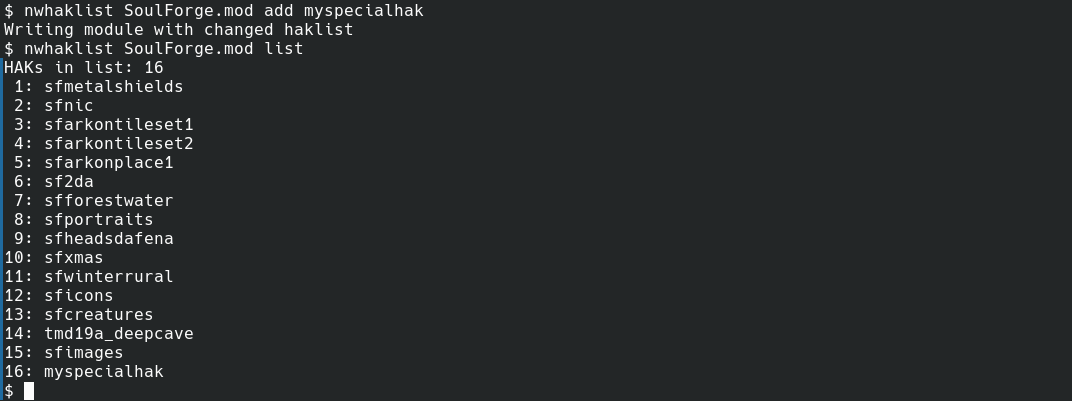 $ nwhaklist SoulForge.mod add myspecialhak
Writing module with changed haklist
$ nwhaklist SoulForge.mod list
HAKs in list: 16
 1: sfmetalshields
 2: sfnic
 3: sfarkontileset1
 4: sfarkontileset2
 5: sfarkonplace1
 6: sf2da
 7: sfforestwater
 8: sfportraits
 9: sfheadsdafena
10: sfxmas
11: sfwinterrural
12: sficons
13: sfcreatures
14: tmd19a_deepcave
15: sfimages
16: myspecialhak
$